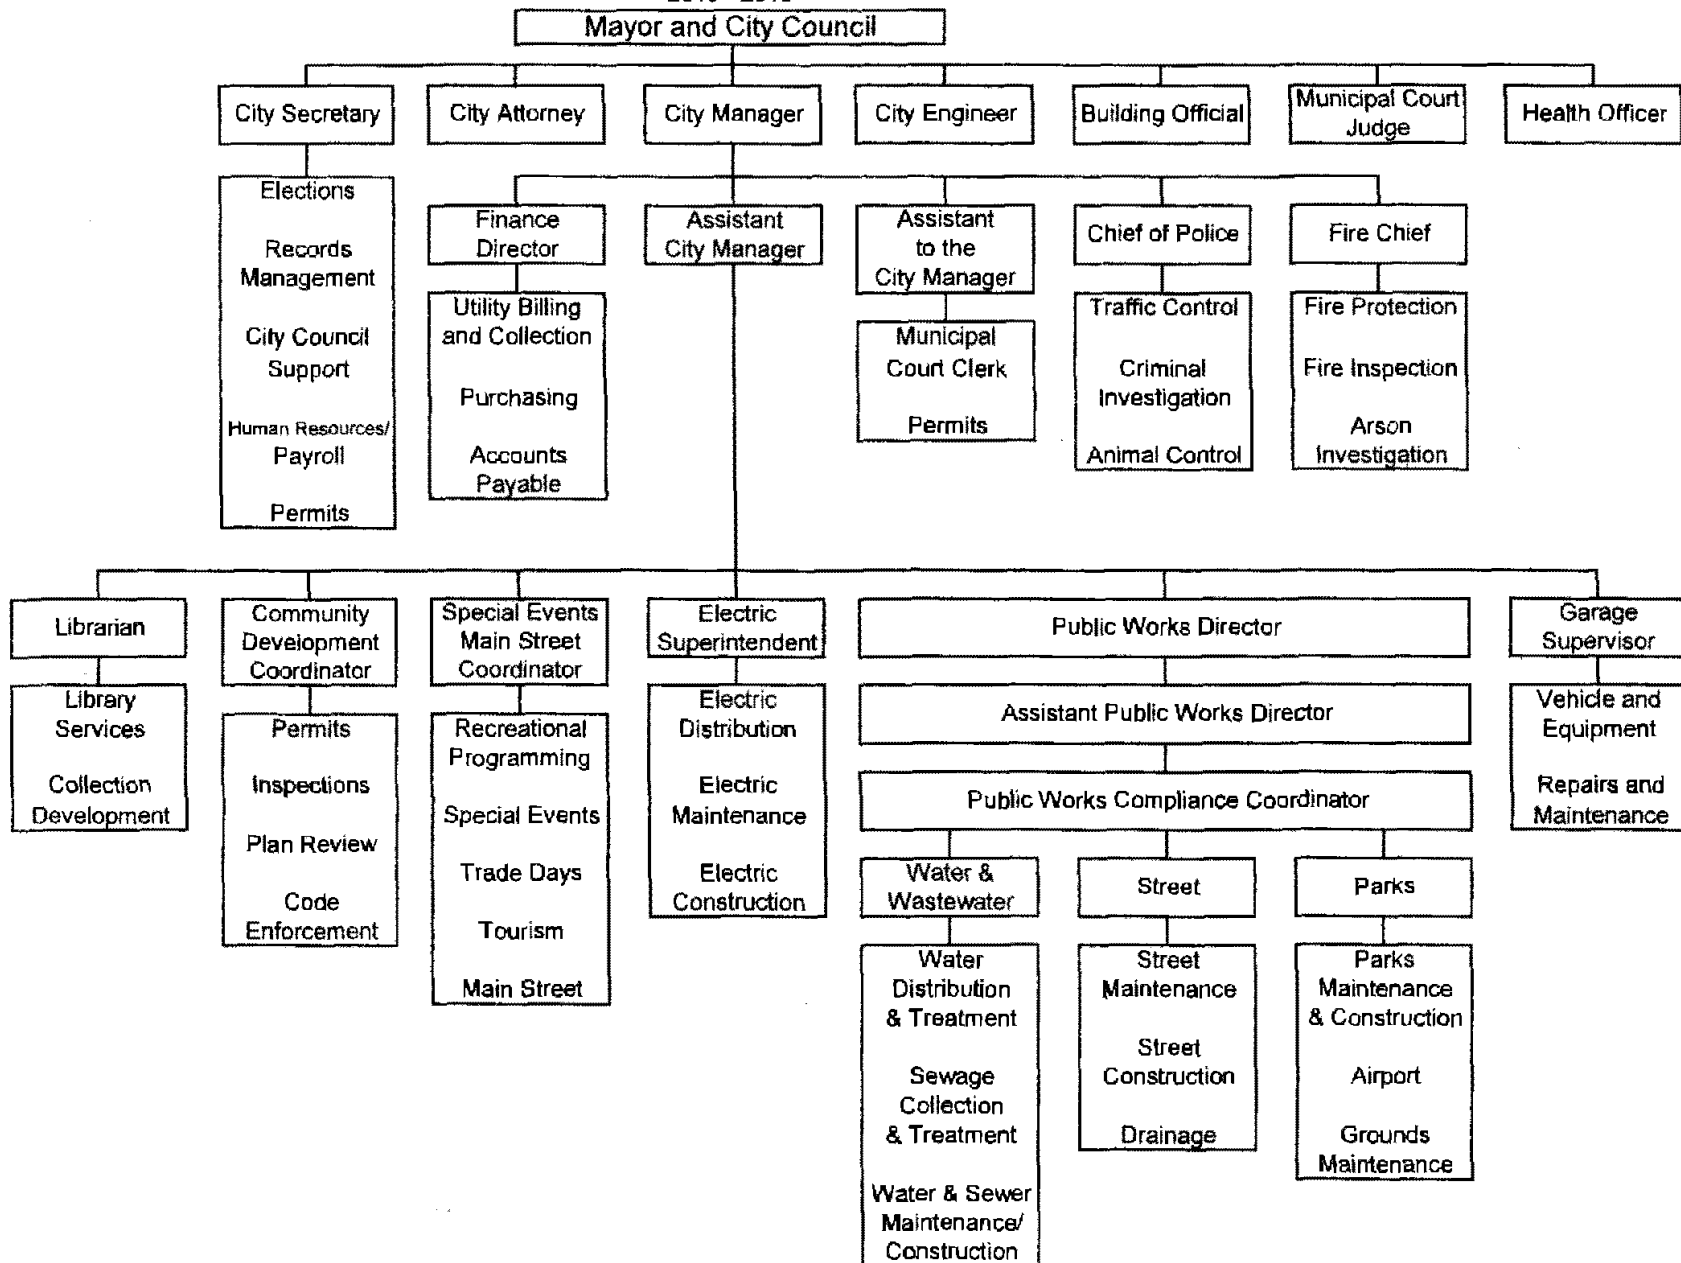 Mayor and City Council
City Secretary
City Attorney
City Manager
City Engineer
Building Official
Municipal Court
Judge
Health Officer
Elections
Records
Management
City Council
Support
Human Resources/
Payroll
Permits
Finance
Director
Utility Billing
and Collection
Purchasing
Accounts
Payable
Assistant
City Manager
Assistant
to the
City Manager
Municipal
Court Clerk
Permits
Chief of Police
Traffic Control
Criminal
Investigation
Animal Control
Fire Chief
Fire Protection
Fire Inspection
Arson
Investigation
Librarian
Library
Services
Collection
Development
Community
Development
Coordinator
Permits
Inspections
Plan Review
Code
Enforcement
Special Events
Main Street
Coordinator
Recreational
Programming
Special Events
Trade Days
Tourism
Main Street
Electric
Superintendent
Electric
Distribution
Electric
Maintenance
Electric
Construction
Public Works Director
Assistant Public Works Director
Public Works Compliance Coordinator
Water &
Wastewater
Water
Distribution
& Treatment
Sewage
Collection
& Treatment
Water & Sewer
Maintenance/
Construction
Street
Street
Maintenance
Street
Construction
Drainage
Parks
Parks
Maintenance
& Construction
Airport
Grounds
Maintenance
Garage
Supervisor
Vehicle and
Equipment
Repairs and
Maintenance